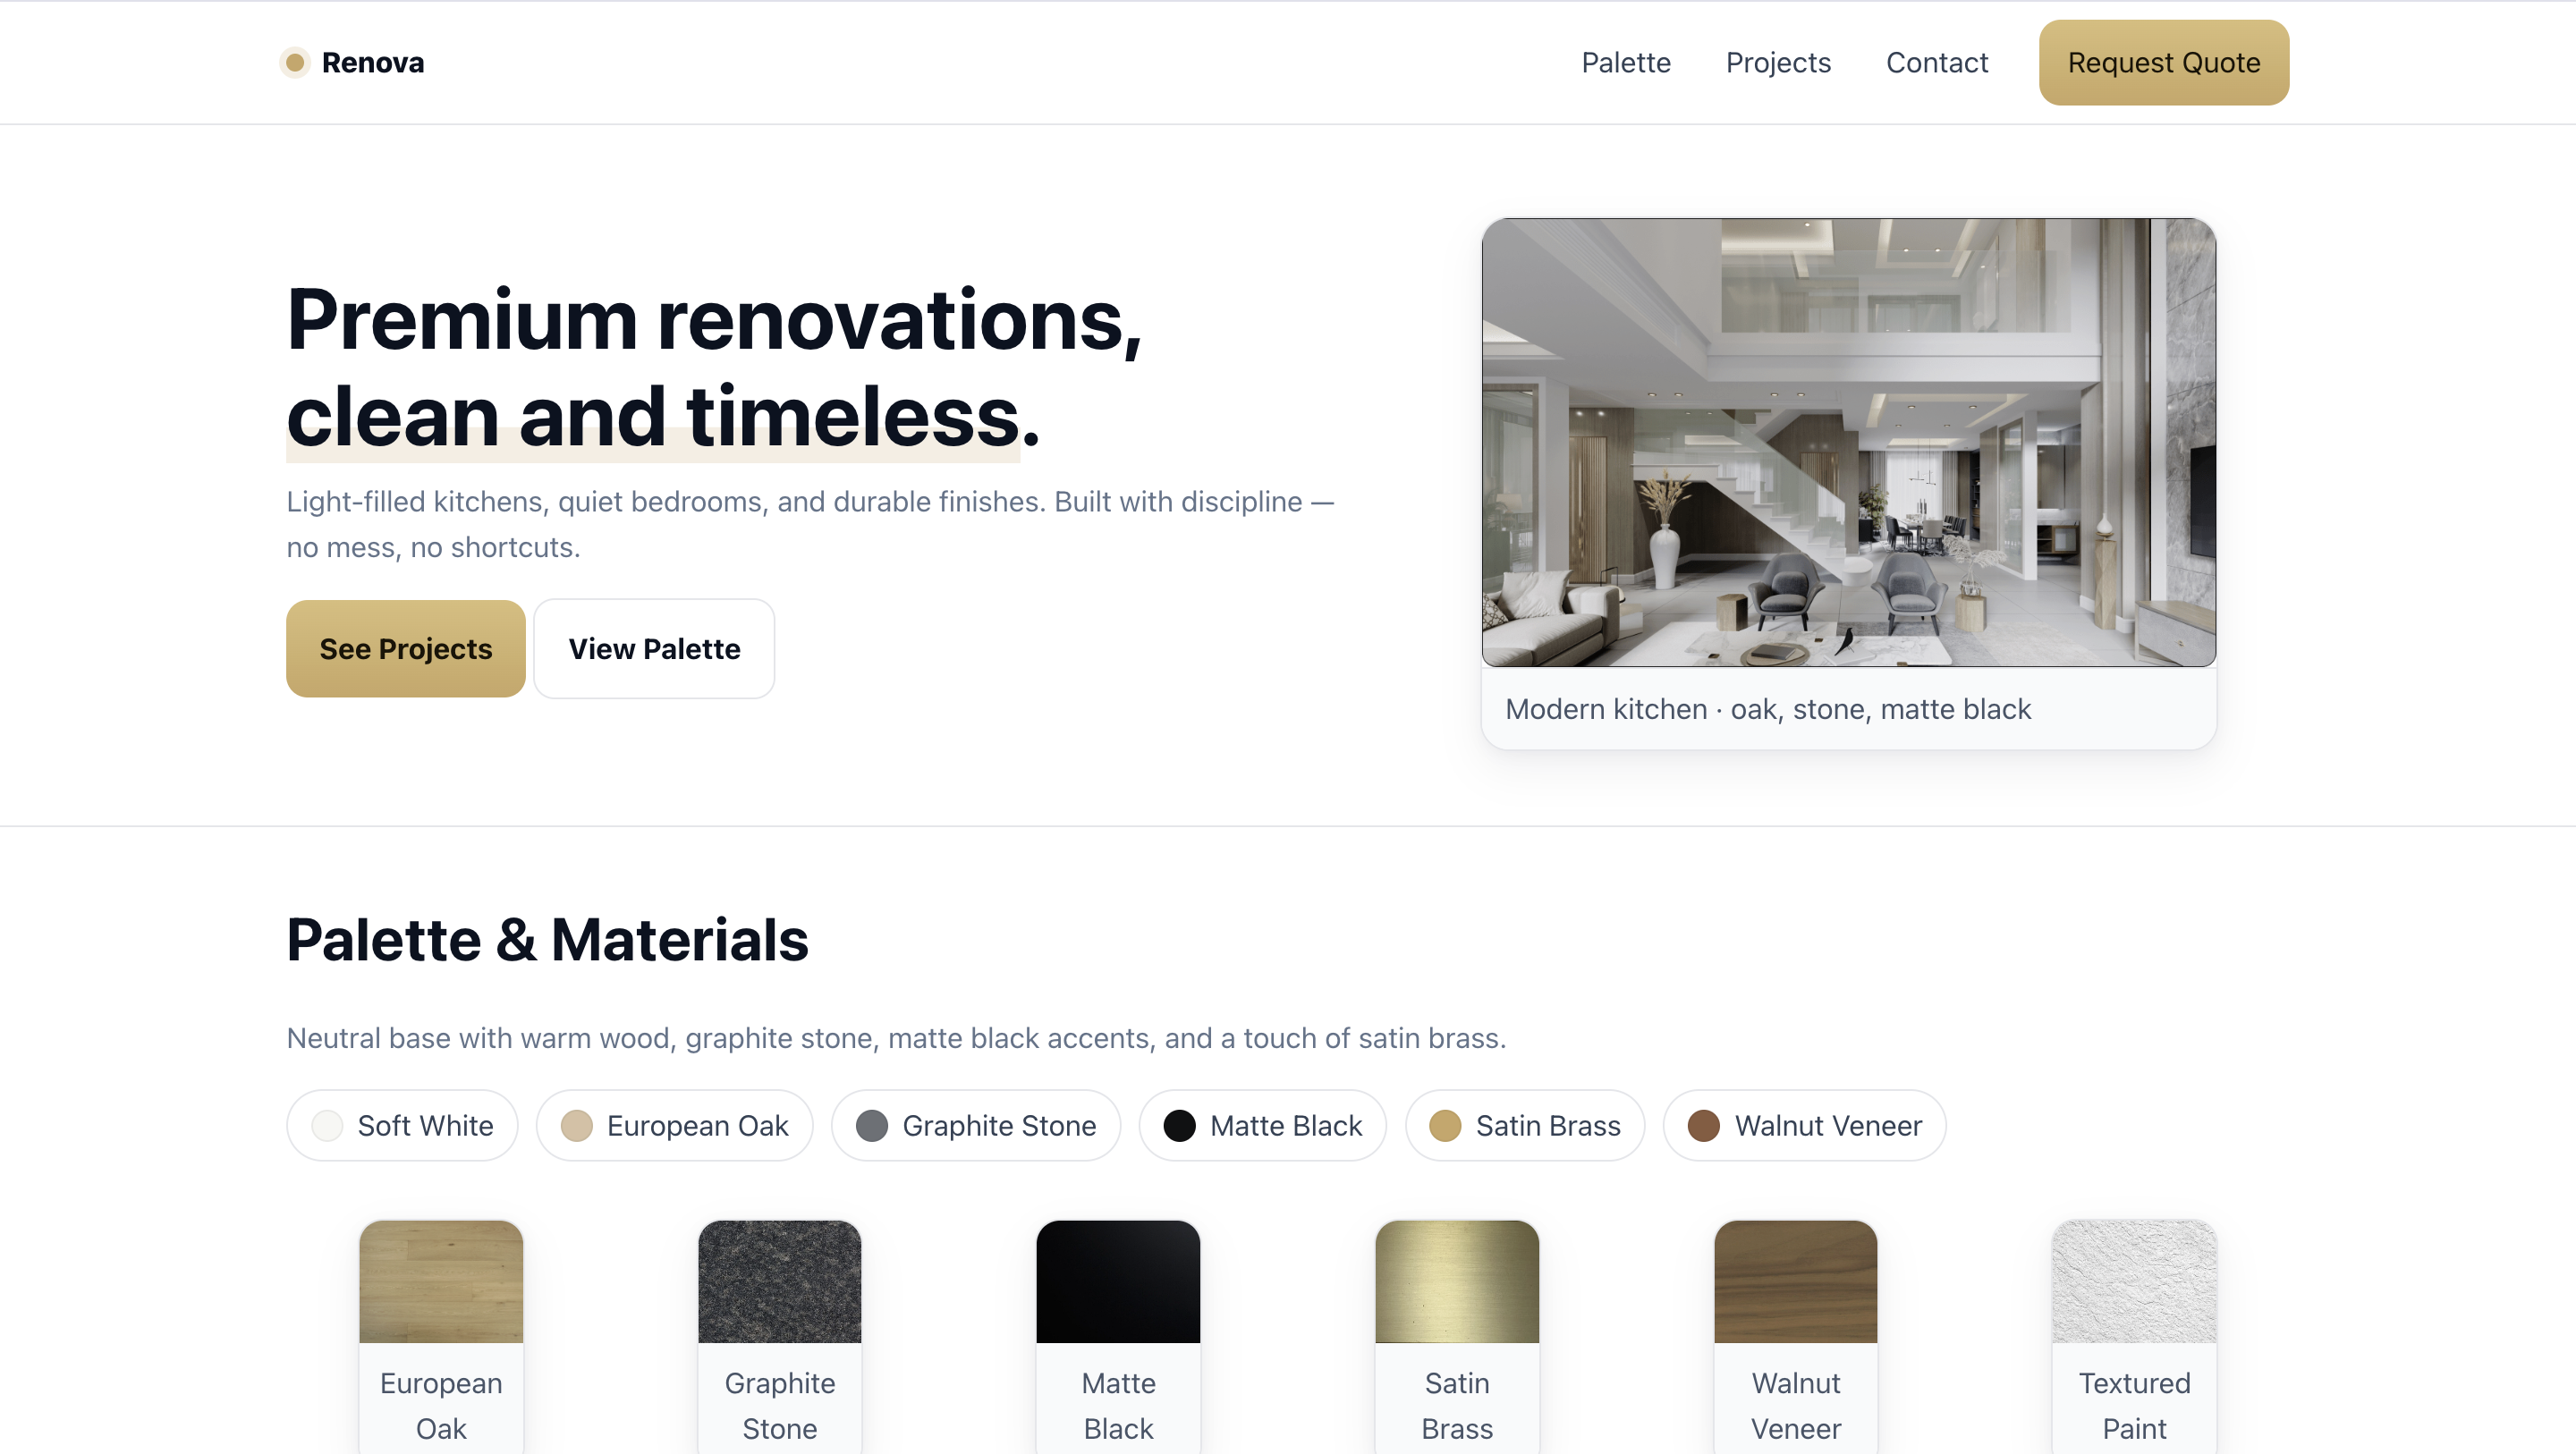 Renova
Palette
Projects
Contact
Request Quote
Premium renovations,
clean and timeless.
Light-filled kitchens, quiet bedrooms, and durable finishes. Built with discipline —
no mess, no shortcuts.
See Projects
View Palette
Modern kitchen · oak, stone, matte black
Palette & Materials
Neutral base with warm wood, graphite stone, matte black accents, and a touch of satin brass.
Soft White
European Oak
Graphite Stone
Matte Black
Satin Brass
Walnut Veneer
European
Oak
Graphite
Stone
Matte
Black
Satin
Brass
Walnut
Veneer
Textured
Paint